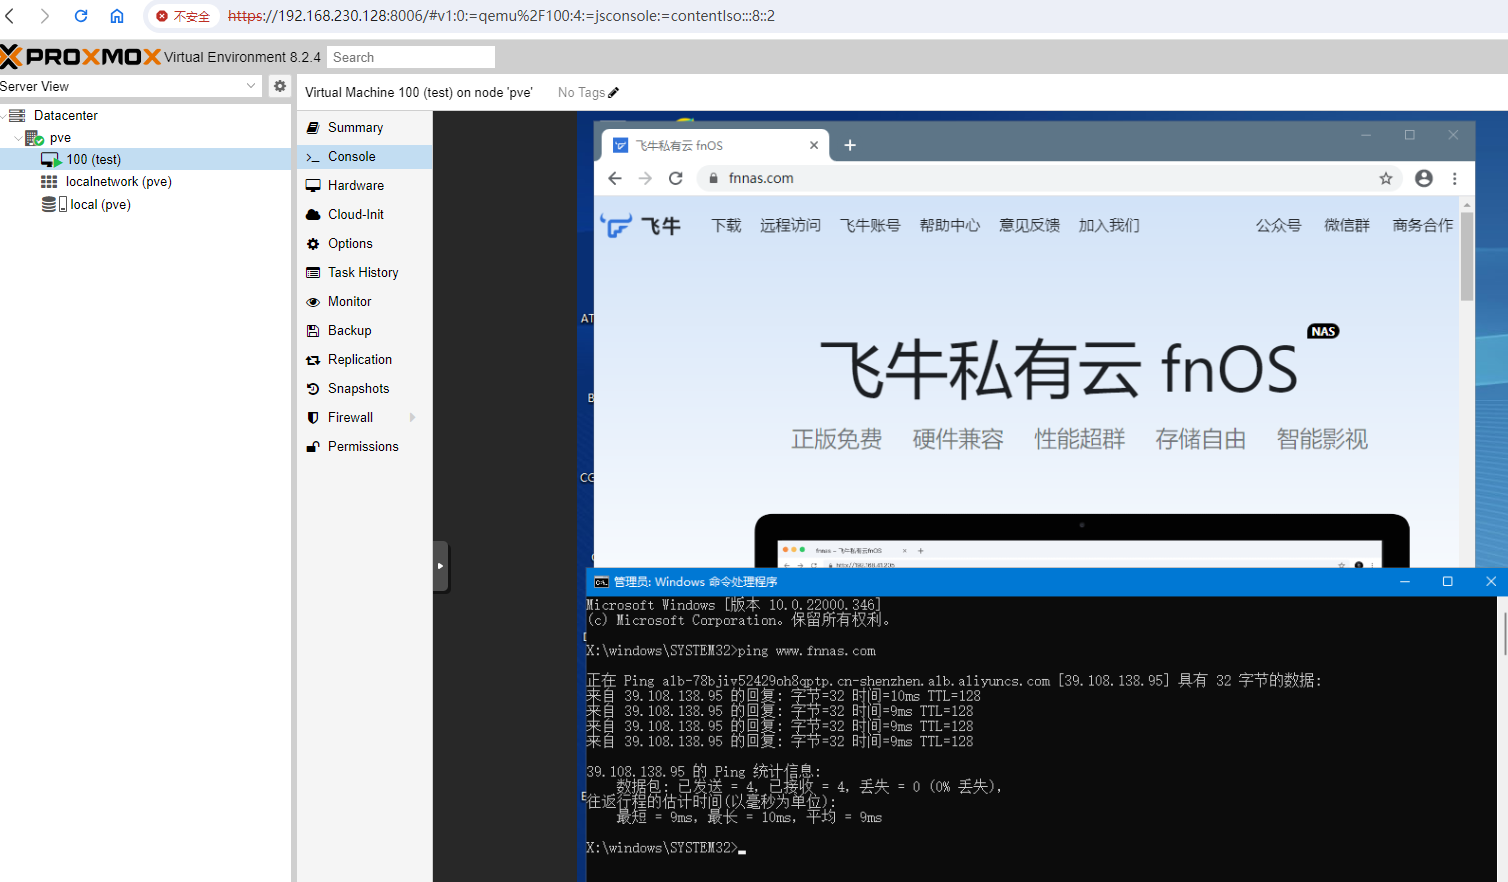 不安全 https://192.168.230.128:8006/#v1:0:=qemu%2F100:4:=jsconsole:=contentIso:::8::2
PROXMOX Virtual Environment 8.2.4 Search
Server View
Virtual Machine 100 (test) on node 'pve' No Tags
Datacenter
pve
100 (test)
localnetwork (pve)
local (pve)
Summary
Console
Hardware
Cloud-Init
Options
Task History
Monitor
Backup
Replication
Snapshots
Firewall
Permissions
飞牛私有云 fnOS
fnnas.com
飞牛 下载 远程访问 飞牛账号 帮助中心 意见反馈 加入我们 公众号 微信群 商务合作
AT
B
CG
飞牛私有云 fnOS NAS
正版免费 硬件兼容 性能超群 存储自由 智能影视
fnnas - 飞牛私有云fnOS
管理员: Windows 命令处理程序
Microsoft Windows [版本 10.0.22000.346]
(c) Microsoft Corporation。保留所有权利。
X:\windows\SYSTEM32>ping www.fnnas.com
正在 Ping alb-78bjiv52429oh8qptp.cn-shenzhen.alb.aliyuncs.com [39.108.138.95] 具有 32 字节的数据:
来自 39.108.138.95 的回复: 字节=32 时间=10ms TTL=128
来自 39.108.138.95 的回复: 字节=32 时间=9ms TTL=128
来自 39.108.138.95 的回复: 字节=32 时间=9ms TTL=128
来自 39.108.138.95 的回复: 字节=32 时间=9ms TTL=128
39.108.138.95 的 Ping 统计信息:
数据包: 已发送 = 4，已接收 = 4，丢失 = 0 (0% 丢失)，
往返行程的估计时间(以毫秒为单位):
最短 = 9ms，最长 = 10ms，平均 = 9ms
X:\windows\SYSTEM32>